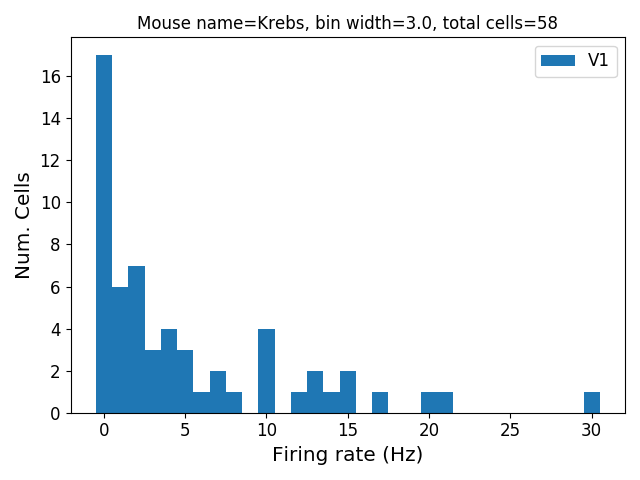 Mouse name=Krebs, bin width=3.0, total cells=58
V1
Num. Cells
16
14
12
10
8
6
4
2
0
0 5 10 15 20 25 30
Firing rate (Hz)